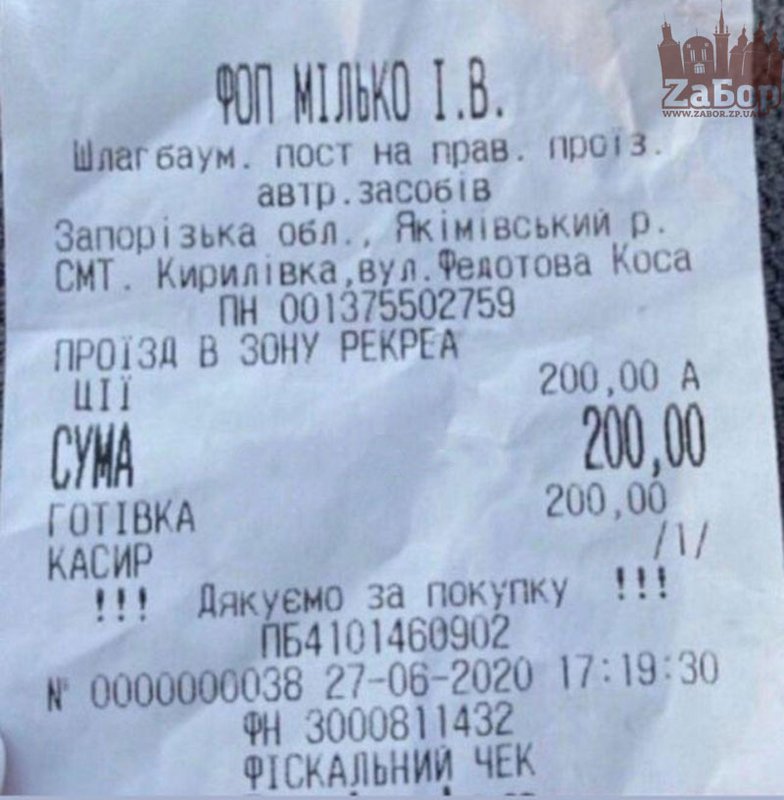 ZаБор
WWW.ZABOR.ZP.UA
ФОП МІЛЬКО І.В.
Шлагбаум. пост на прав. проїз.
автр.засобів
Запорізька обл., Якімівський р.
СМТ. Кирилівка,вул.Федотова Коса
ПН 001375502759
ПРОЇЗД В ЗОНУ РЕКРЕА
ЦІЇ 200,00 А
СУМА 200,00
ГОТІВКА 200,00
КАСИР /1/
!!! Дякуємо за покупку !!!
ПБ4101460902
№ 0000000038 27-06-2020 17:19:30
ФН 3000811432
ФІСКАЛЬНИЙ ЧЕК